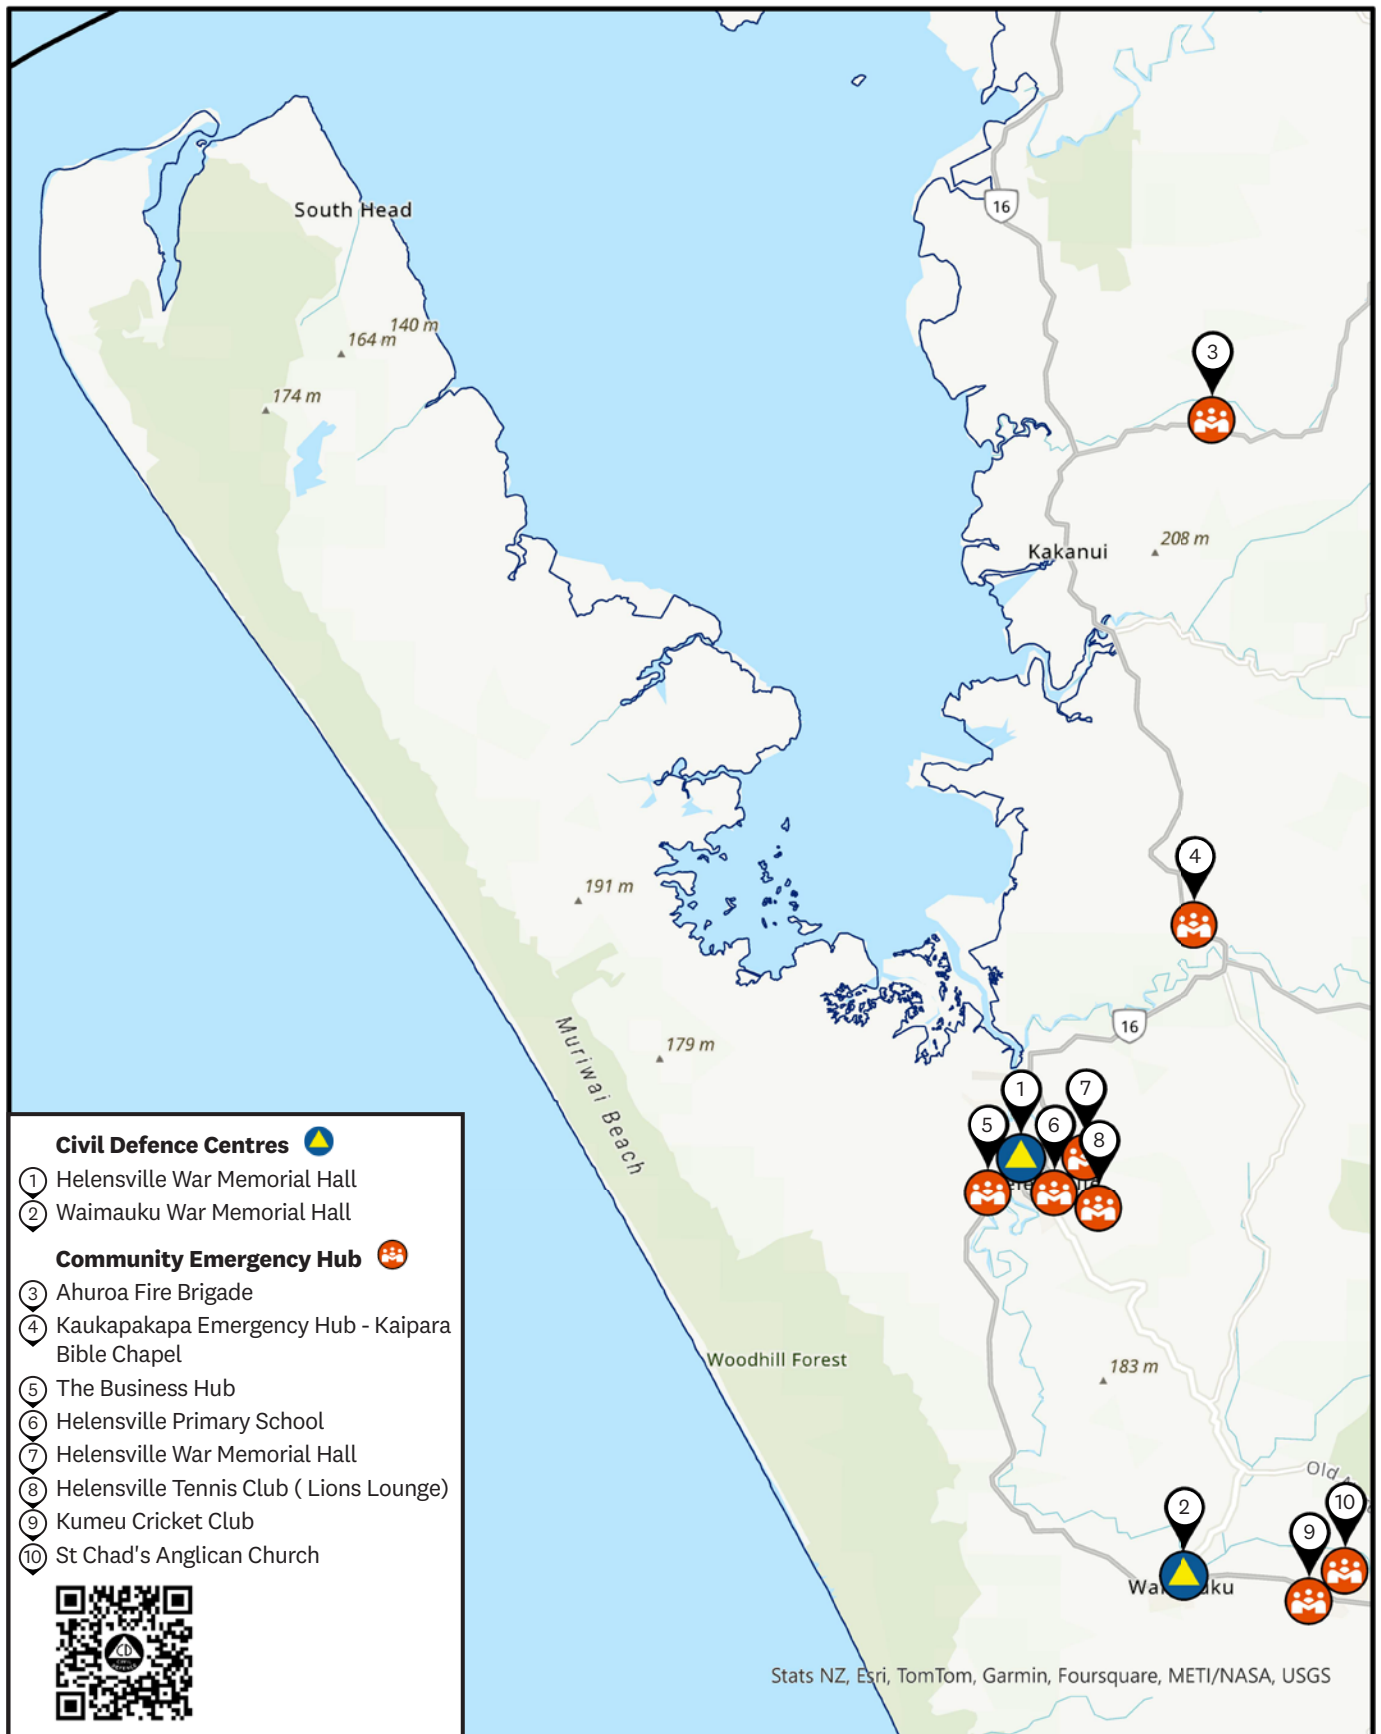 South Head
16
140 m
164 m
174 m
3
208 m
Kakanui
4
191 m
16
Muriwai Beach
179 m
1
7
5
6
8
Woodhill Forest
183 m
Old
2
9
10
Stats NZ, Esri, TomTom, Garmin, Foursquare, METI/NASA, USGS
Civil Defence Centres
1 Helensville War Memorial Hall
2 Waimauku War Memorial Hall
Community Emergency Hub
3 Ahuroa Fire Brigade
4 Kaukapakapa Emergency Hub - Kaipara
Bible Chapel
5 The Business Hub
6 Helensville Primary School
7 Helensville War Memorial Hall
8 Helensville Tennis Club ( Lions Lounge)
9 Kumeu Cricket Club
10 St Chad's Anglican Church
CD
CIVIL
DEFENCE